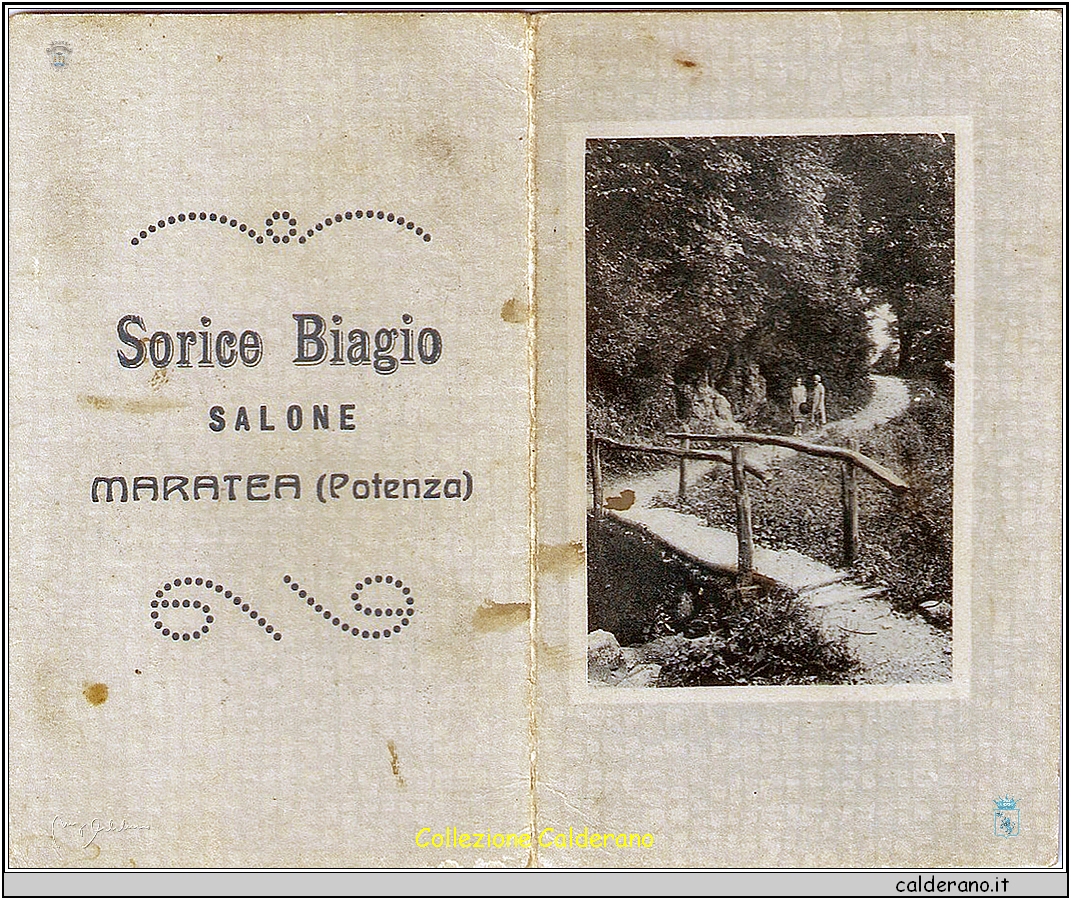 Sorice Biagio
SALONE
MARATEA (Potenza)
Collezione Calderano
calderano.it